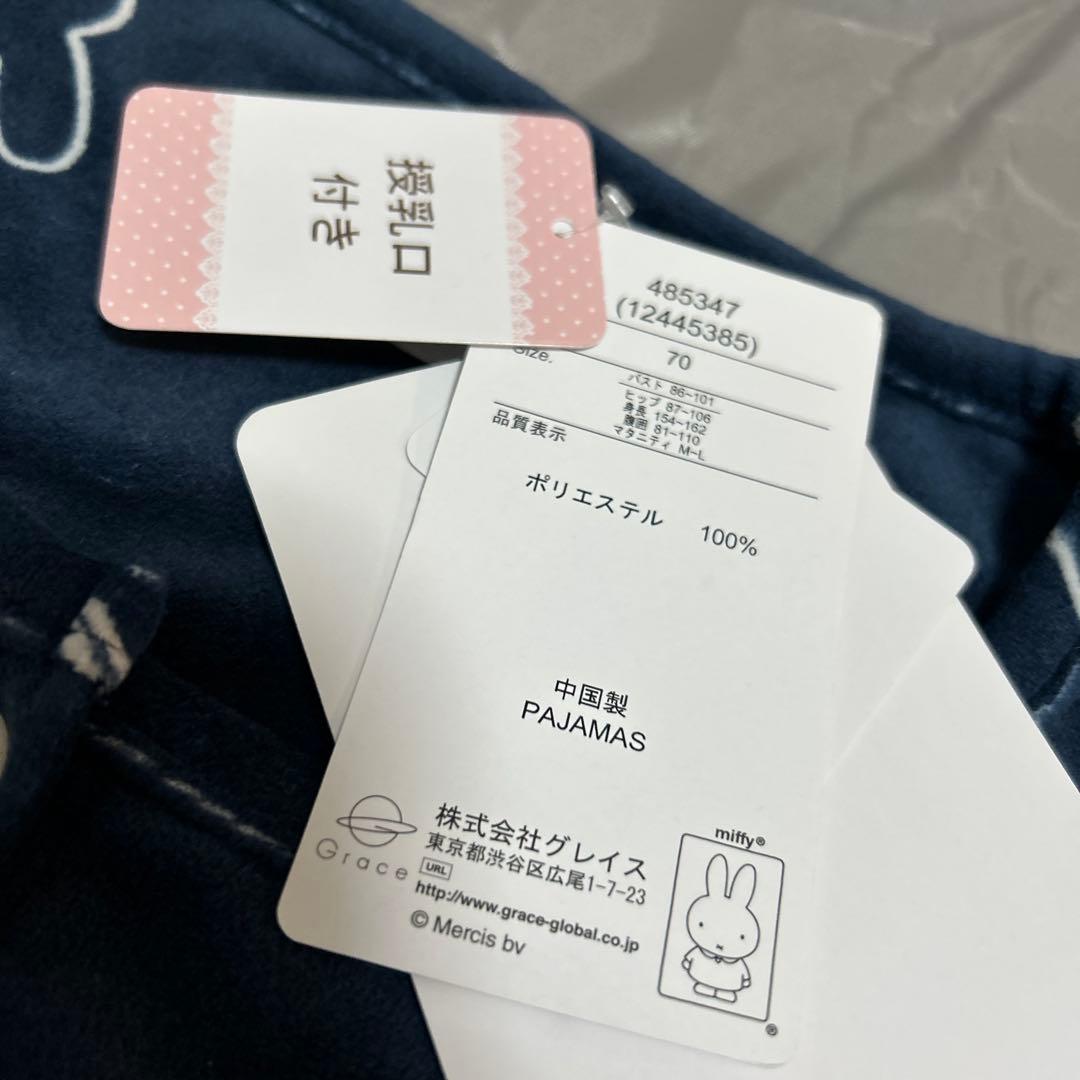 授乳口
付き
485347
(12445385)
Size. 70
バスト 86~101
ヒップ 87~106
身長 154~162
腹囲 81~110
マタニティ M-L
品質表示
ポリエステル 100%
中国製
PAJAMAS
Grace
株式会社グレイス
東京都渋谷区広尾1-7-23
URL
http://www.grace-global.co.jp
© Mercis bv
miffy®
®